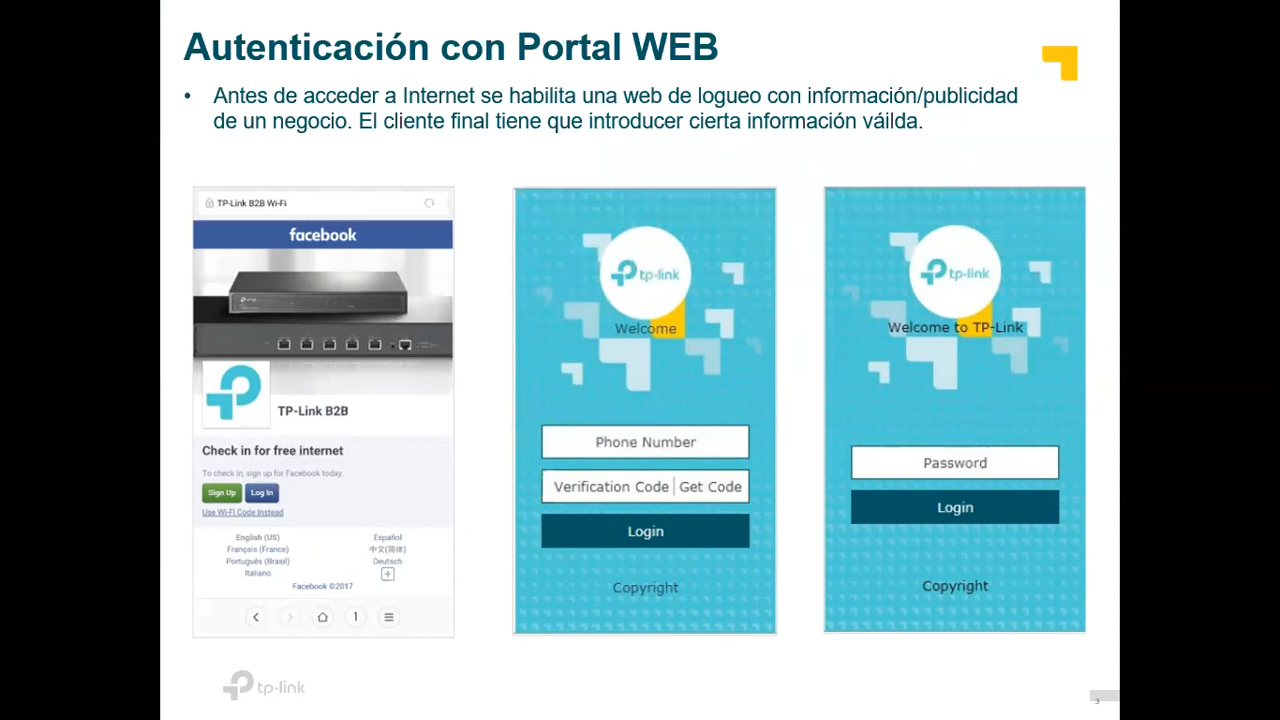 Autenticación con Portal WEB
• Antes de acceder a Internet se habilita una web de logueo con información/publicidad
de un negocio. El cliente final tiene que introducer cierta información váilda.
TP-Link B2B Wi-Fi
facebook
TP-Link B2B
Check in for free internet
To check in, sign up for Facebook today.
Sign Up Log In
Use Wi-Fi Code Instead
English (US) Español
Français (France) 中文(简体)
Português (Brasil) Deutsch
Italiano
Facebook ©2017
1
tp-link
Welcome
Phone Number
Verification Code Get Code
Login
Copyright
tp-link
Welcome to TP-Link
Password
Login
Copyright
tp-link
3